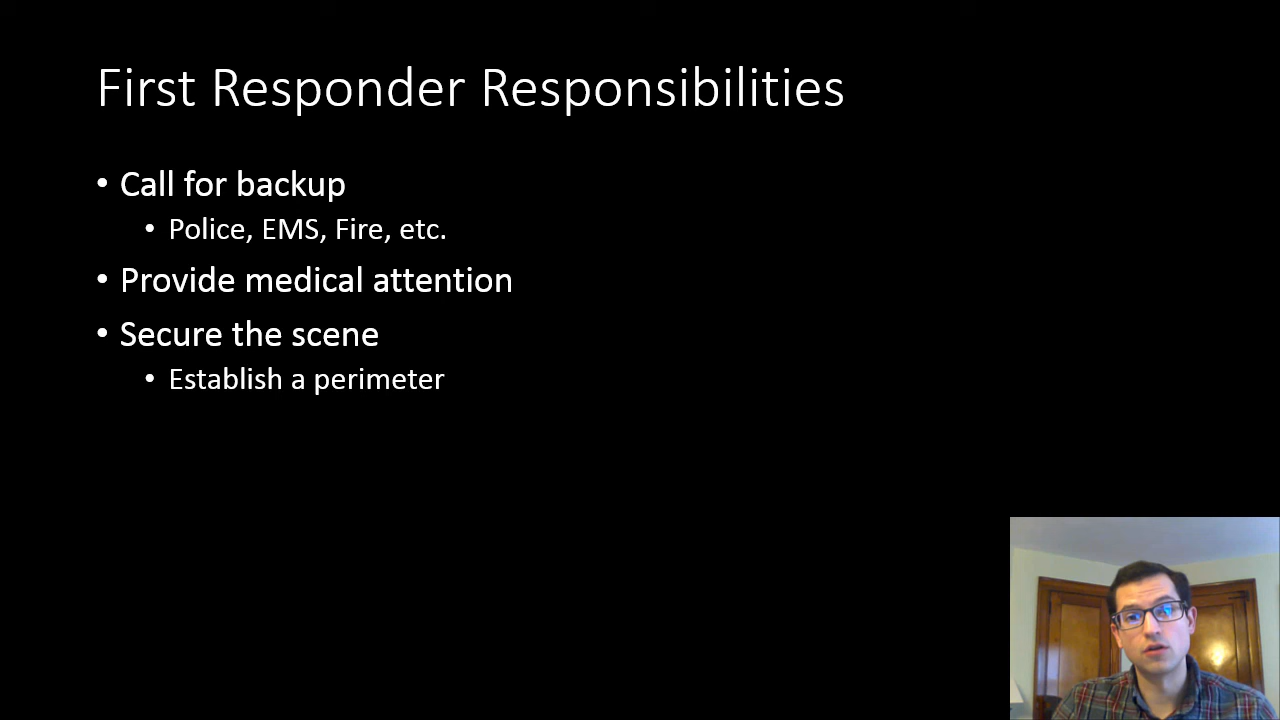 First Responder Responsibilities
• Call for backup
• Police, EMS, Fire, etc.
• Provide medical attention
• Secure the scene
• Establish a perimeter